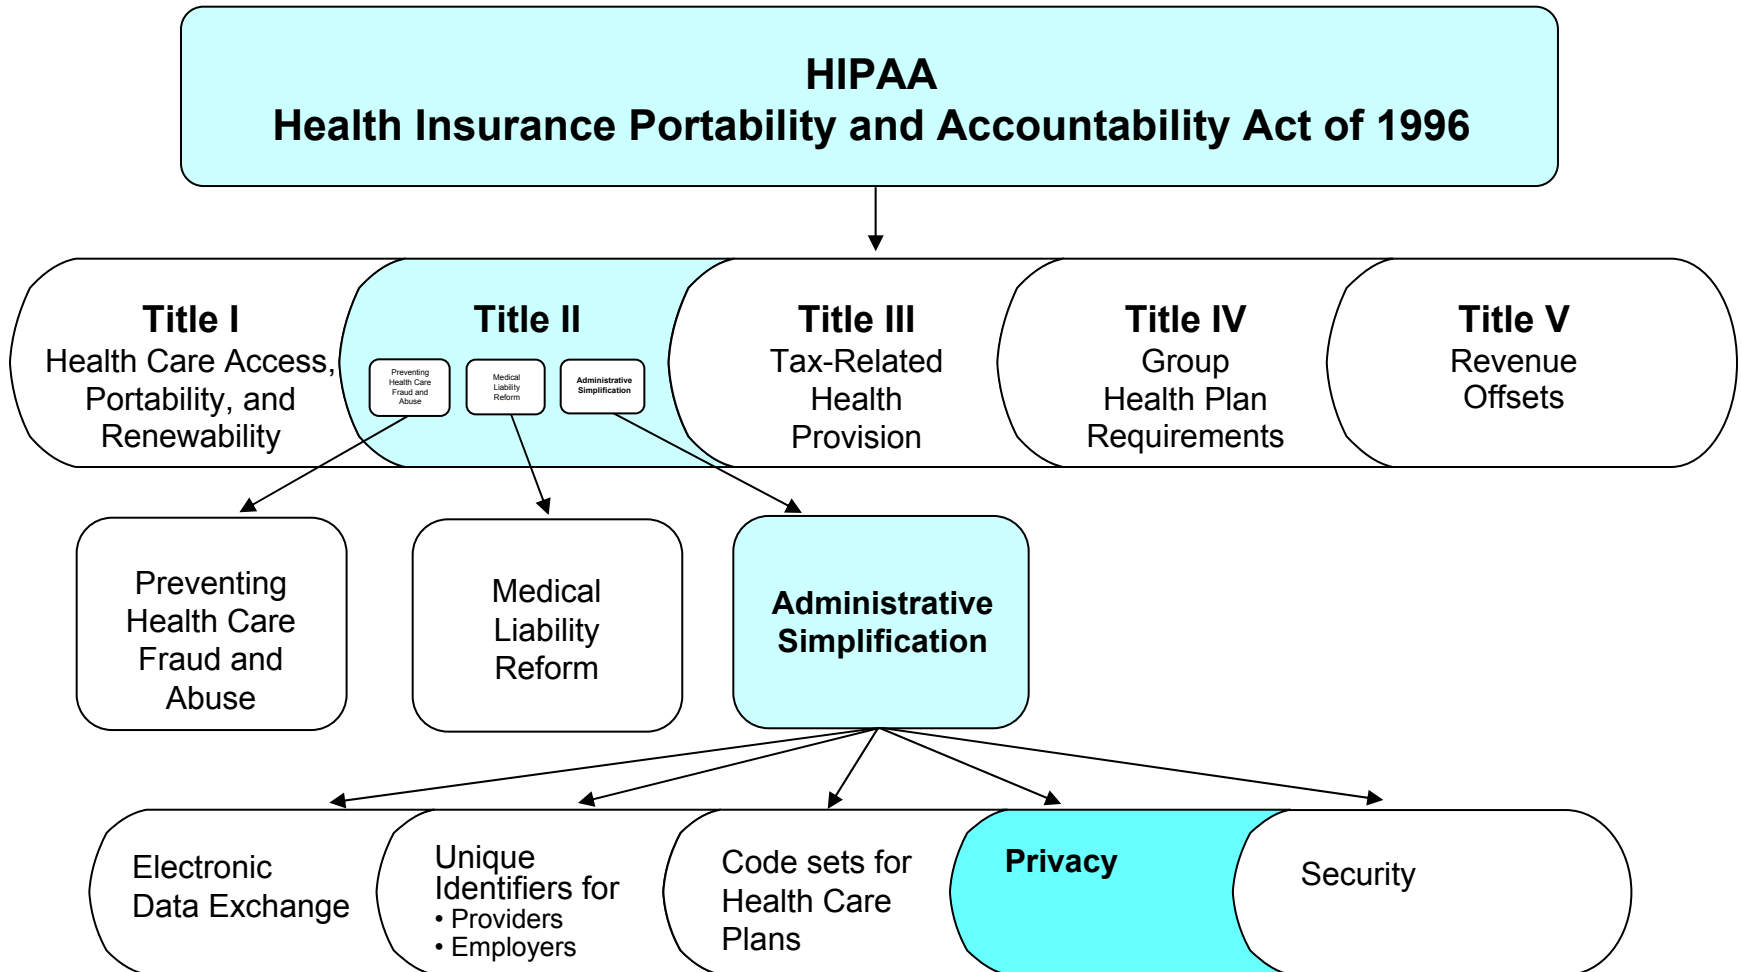 HIPAA
Health Insurance Portability and Accountability Act of 1996
Title I
Health Care Access,
Portability, and
Renewability
Title II
Preventing
Health Care
Fraud and
Abuse
Medical
Liability
Reform
Administrative
Simplification
Title III
Tax-Related
Health
Provision
Title IV
Group
Health Plan
Requirements
Title V
Revenue
Offsets
Preventing
Health Care
Fraud and
Abuse
Medical
Liability
Reform
Administrative
Simplification
Electronic
Data Exchange
Unique
Identifiers for
• Providers
• Employers
Code sets for
Health Care
Plans
Privacy
Security